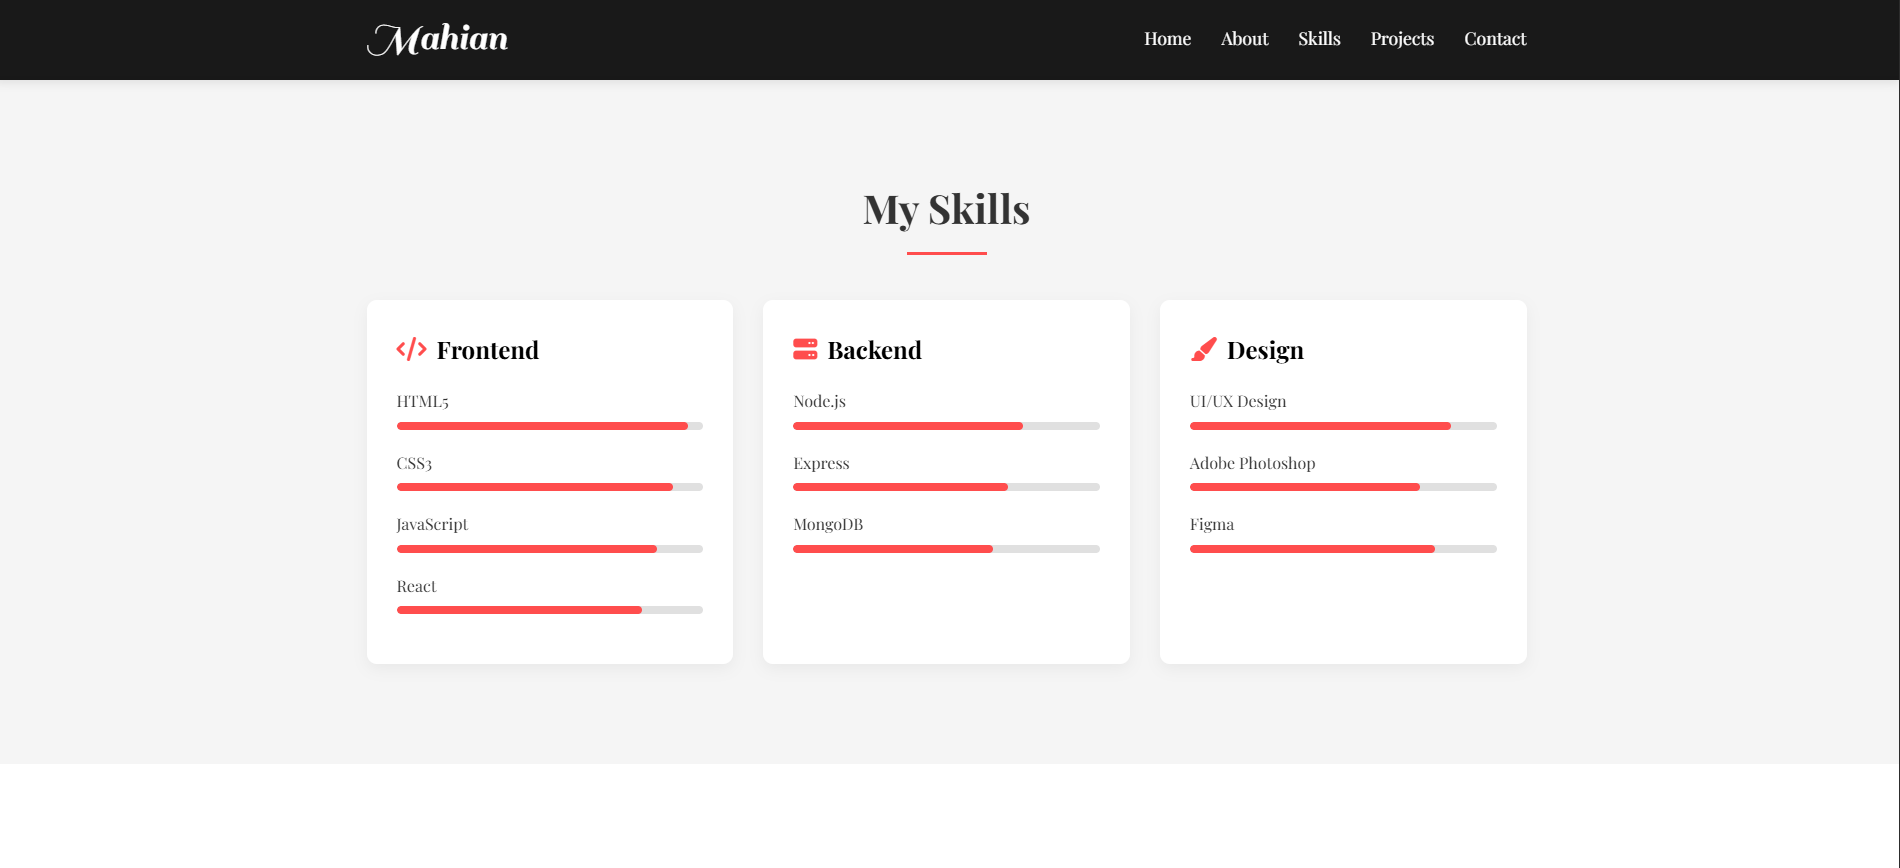 Mahian
Home About Skills Projects Contact
My Skills
Frontend
HTML5
CSS3
JavaScript
React
Backend
Node.js
Express
MongoDB
Design
UI/UX Design
Adobe Photoshop
Figma